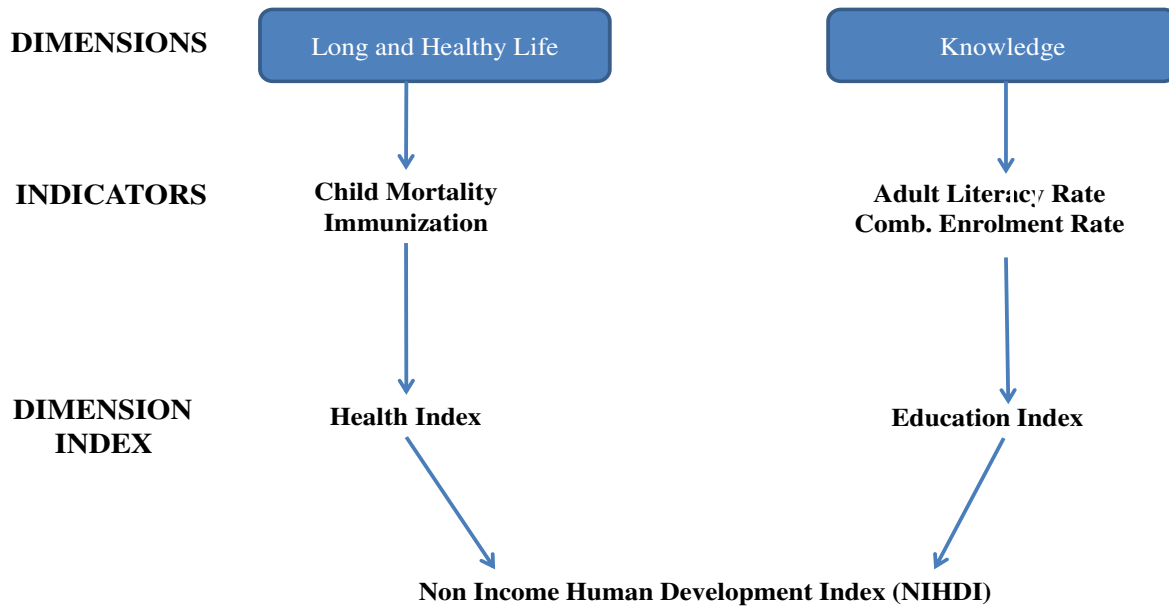 DIMENSIONS
Long and Healthy Life
Knowledge
INDICATORS
Child Mortality
Immunization
Adult Literacy Rate
Comb. Enrolment Rate
DIMENSION
INDEX
Health Index
Education Index
Non Income Human Development Index (NIHDI)